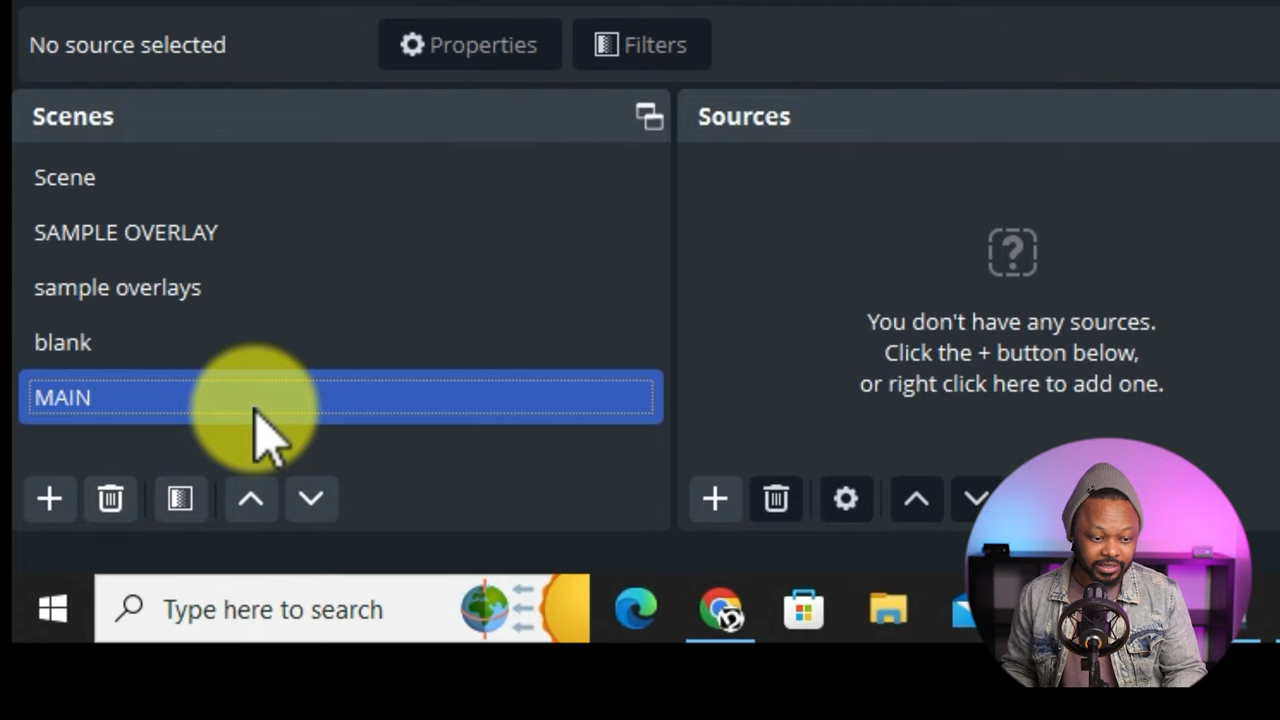 No source selected
Properties
Filters
Scenes
Sources
Scene
SAMPLE OVERLAY
sample overlays
blank
MAIN
You don't have any sources.
Click the + button below,
or right click here to add one.
Type here to search